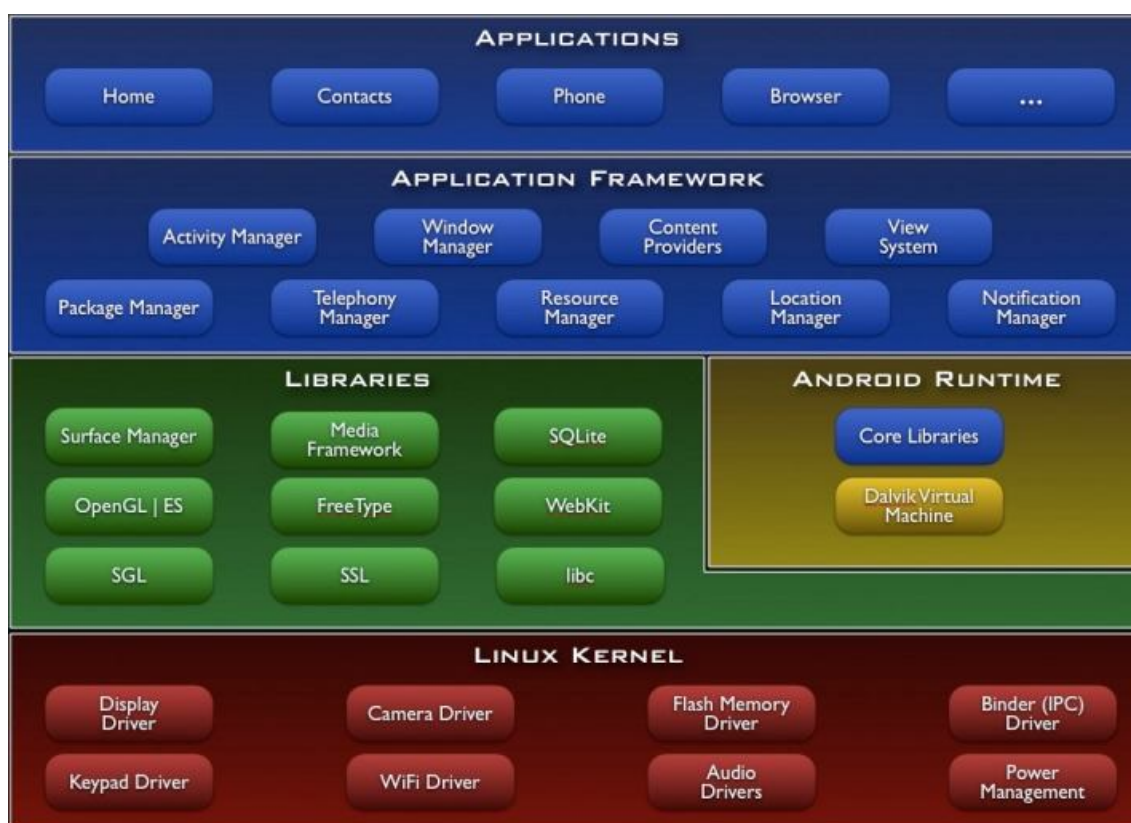 APPLICATIONS
Home
Contacts
Phone
Browser
...
APPLICATION FRAMEWORK
Activity Manager
Window
Manager
Content
Providers
View
System
Package Manager
Telephony
Manager
Resource
Manager
Location
Manager
Notification
Manager
LIBRARIES
Surface Manager
Media
Framework
SQLite
OpenGL | ES
FreeType
WebKit
SGL
SSL
libc
ANDROID RUNTIME
Core Libraries
Dalvik Virtual
Machine
LINUX KERNEL
Display
Driver
Camera Driver
Flash Memory
Driver
Binder (IPC)
Driver
Keypad Driver
WiFi Driver
Audio
Drivers
Power
Management